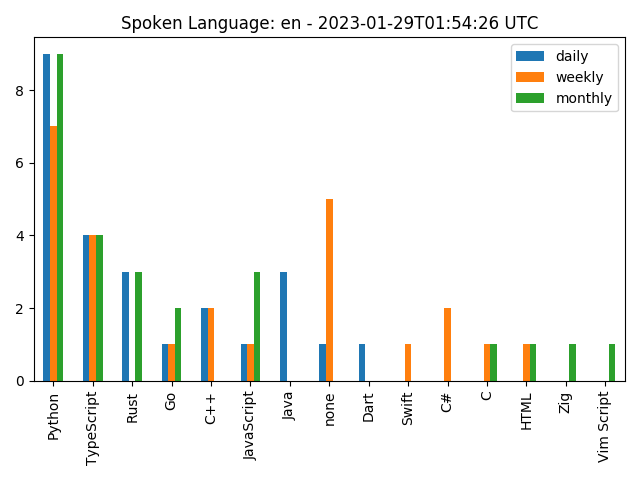 Spoken Language: en - 2023-01-29T01:54:26 UTC
daily
weekly
monthly
8
6
4
2
0
Python
TypeScript
Rust
Go
C++
JavaScript
Java
none
Dart
Swift
C#
C
HTML
Zig
Vim Script